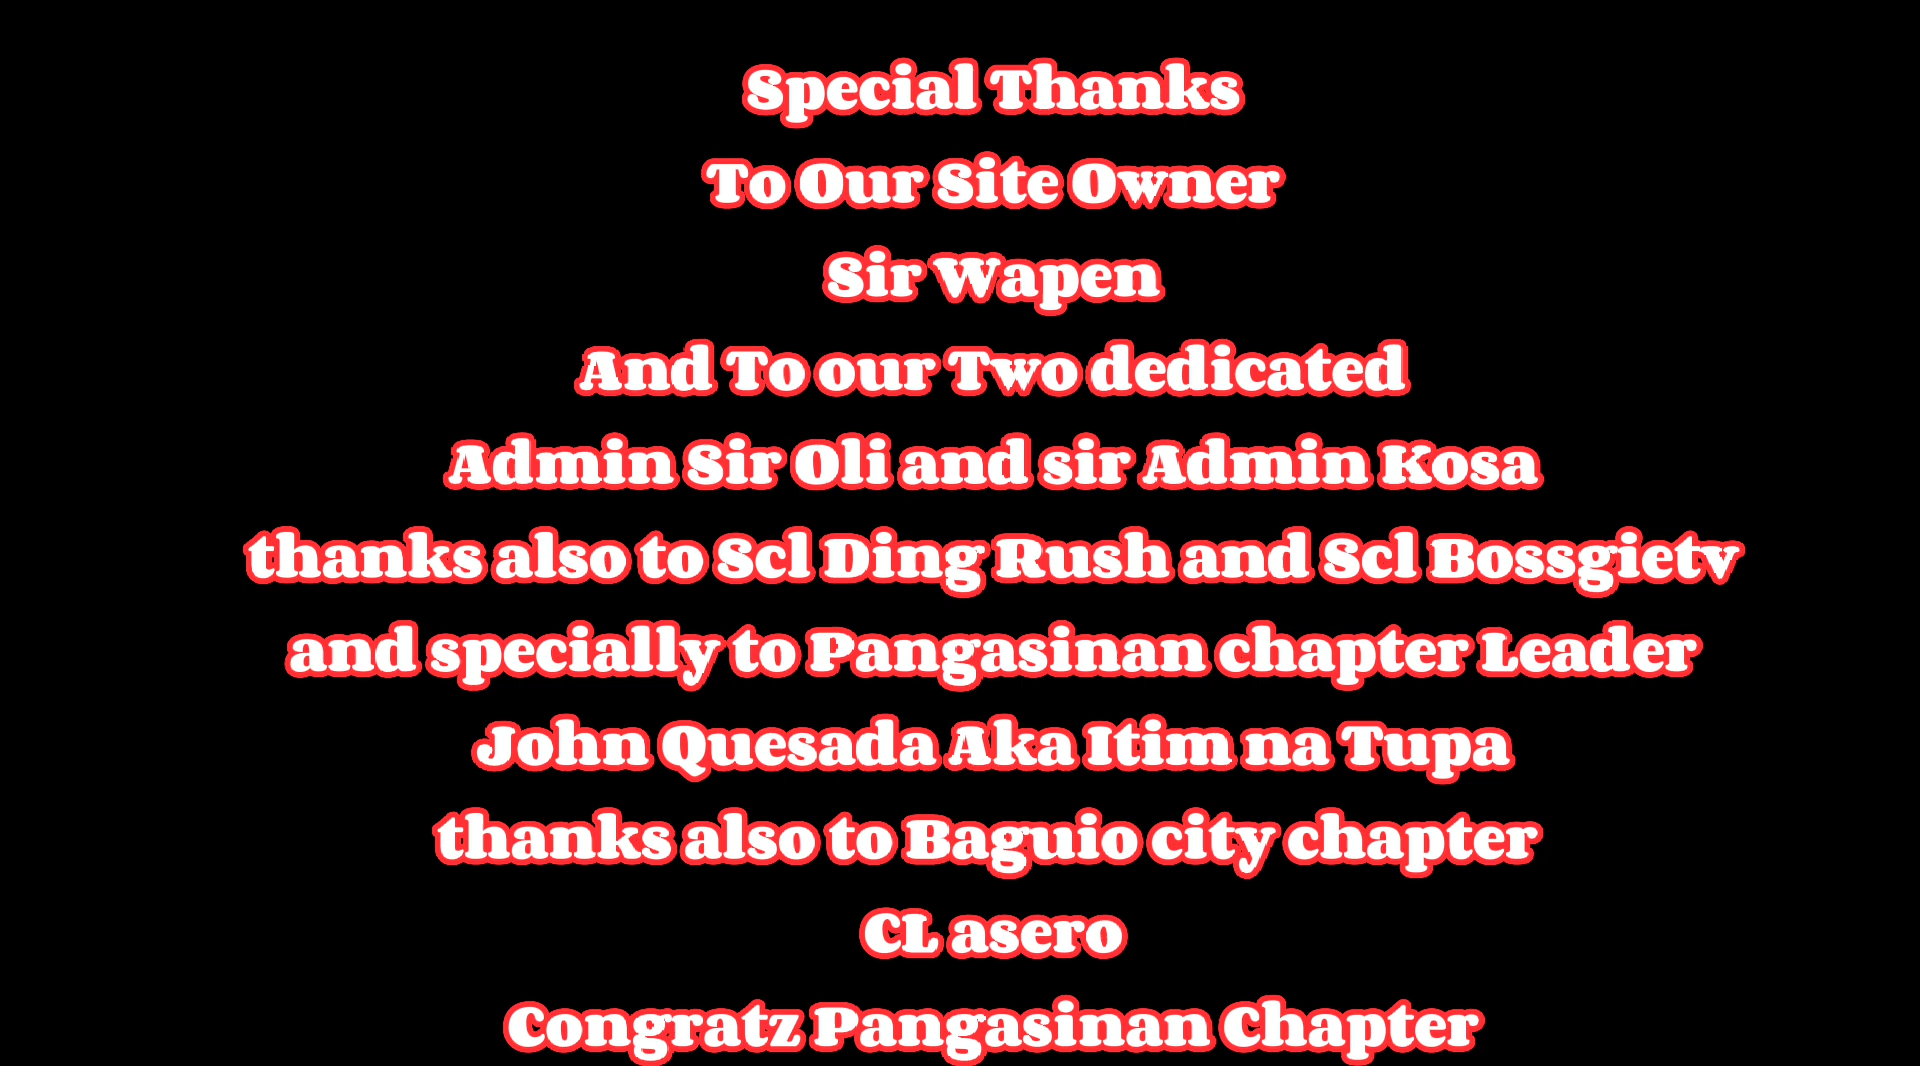 Special Thanks
To Our Site Owner
Sir Wapen
And To our Two dedicated
Admin Sir Oli and sir Admin Kosa
thanks also to Scl Ding Rush and Scl Bossgietv
and specially to Pangasinan chapter Leader
John Quesada Aka Itim na Tupa
thanks also to Baguio city chapter
CL asero
Congratz Pangasinan Chapter